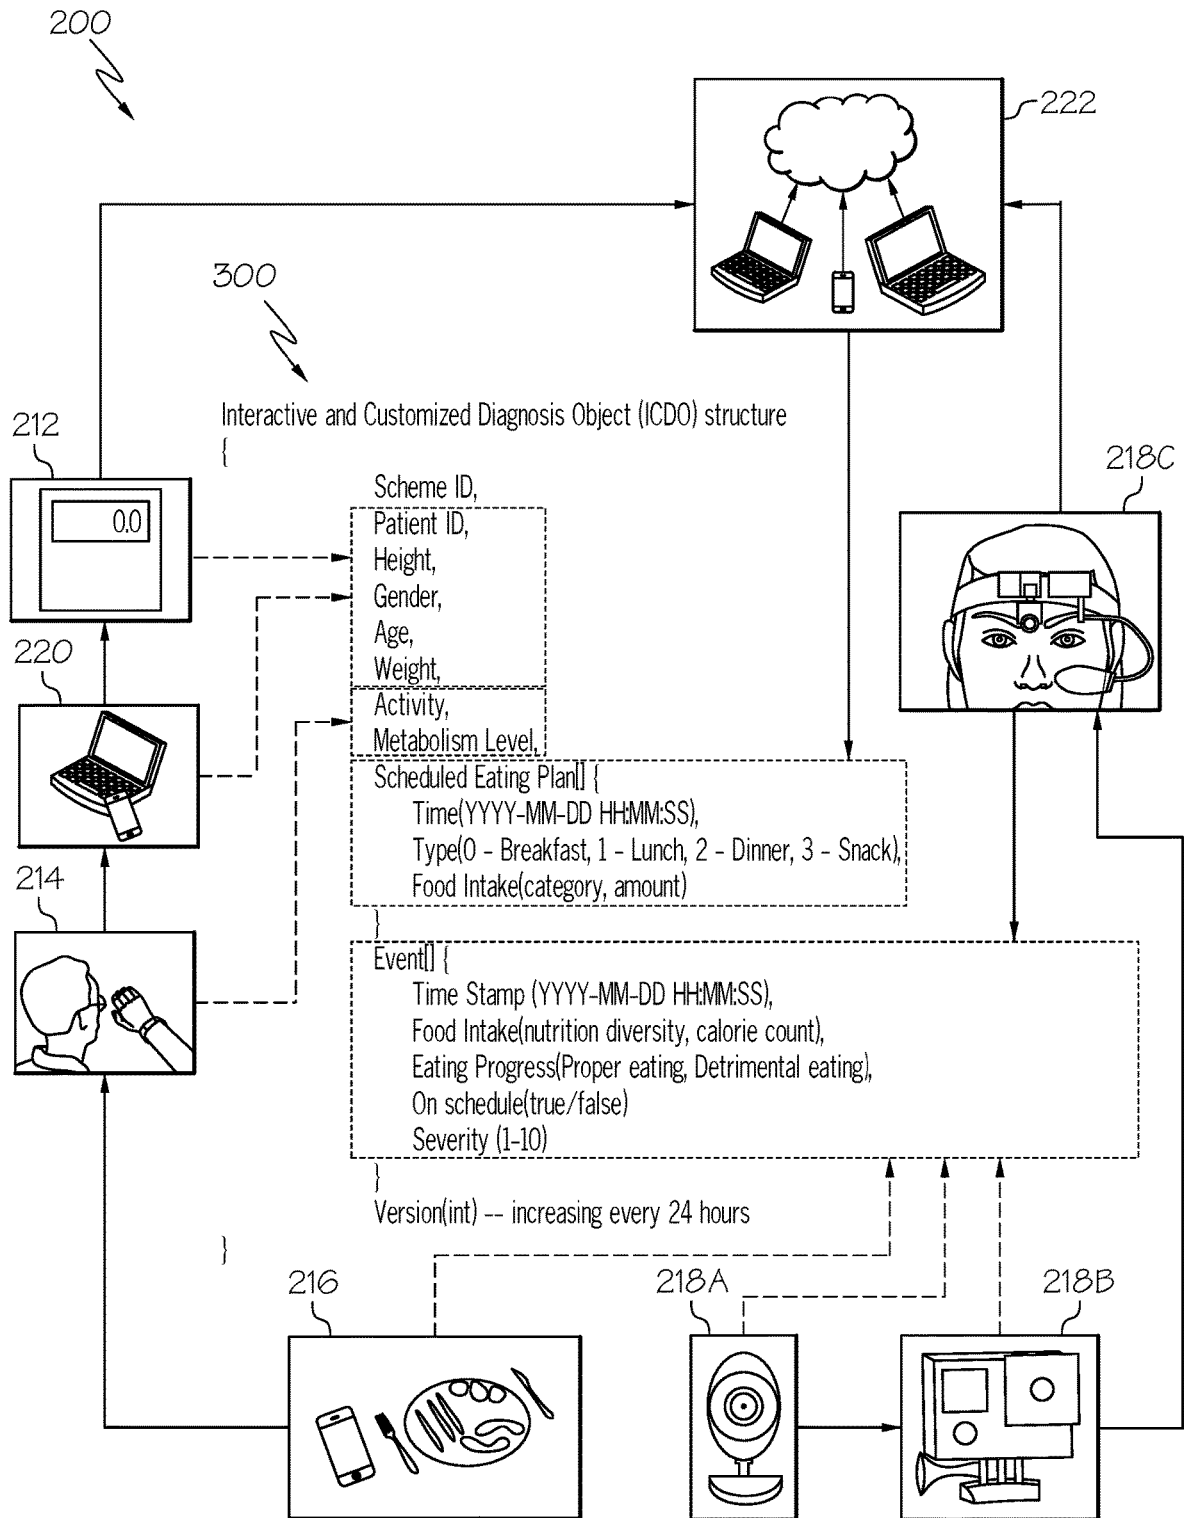 200
222
300
Interactive and Customized Diagnosis Object (ICDO) structure
{
212
0.0
218C
Scheme ID,
Patient ID,
Height,
Gender,
Age,
Weight,
220
Activity,
Metabolism Level,
Scheduled Eating Plan[] {
Time(YYYY-MM-DD HH:MM:SS),
Type(0 - Breakfast, 1 - Lunch, 2 - Dinner, 3 - Snack),
Food Intake(category, amount)
}
214
Event[] {
Time Stamp (YYYY-MM-DD HH:MM:SS),
Food Intake(nutrition diversity, calorie count),
Eating Progress(Proper eating, Detrimental eating),
On schedule(true/false)
Severity (1-10)
}
Version(int) -- increasing every 24 hours
}
216
218A
218B